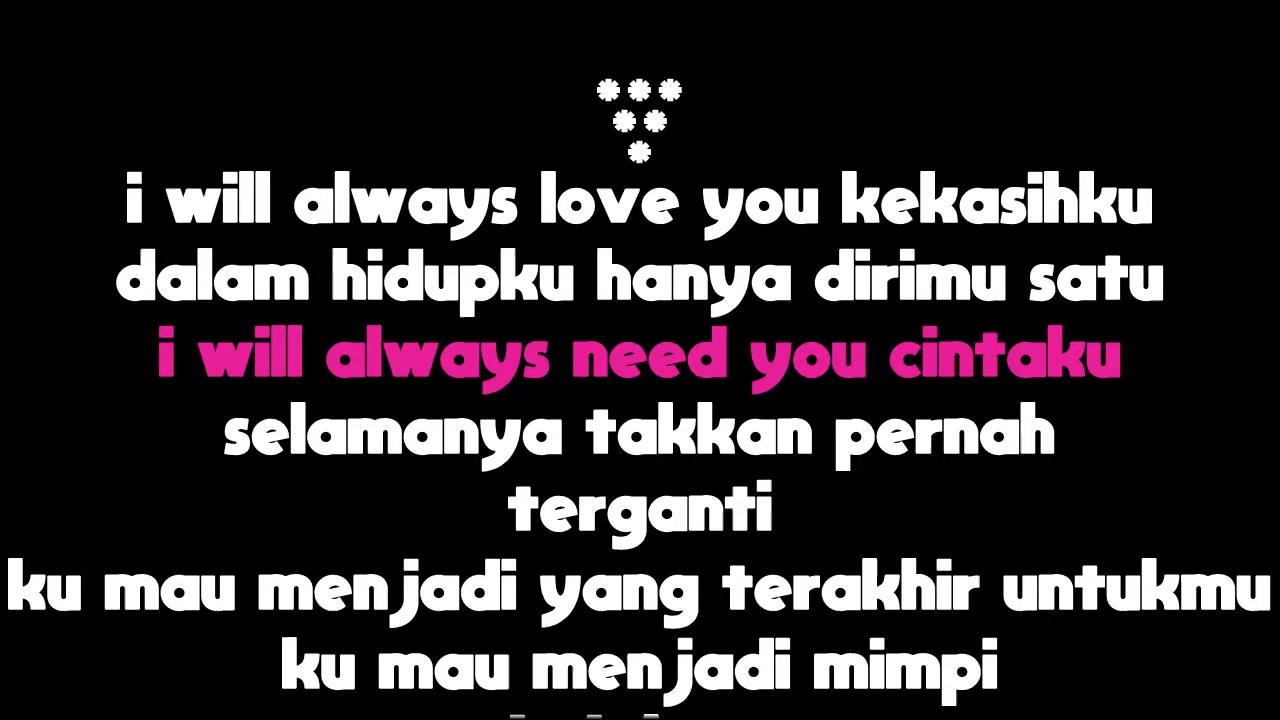 i will always love you kekasihku
dalam hidupku hanya dirimu satu
i will always need you cintaku
selamanya takkan pernah
terganti
ku mau menjadi yang terakhir untukmu
ku mau menjadi mimpi